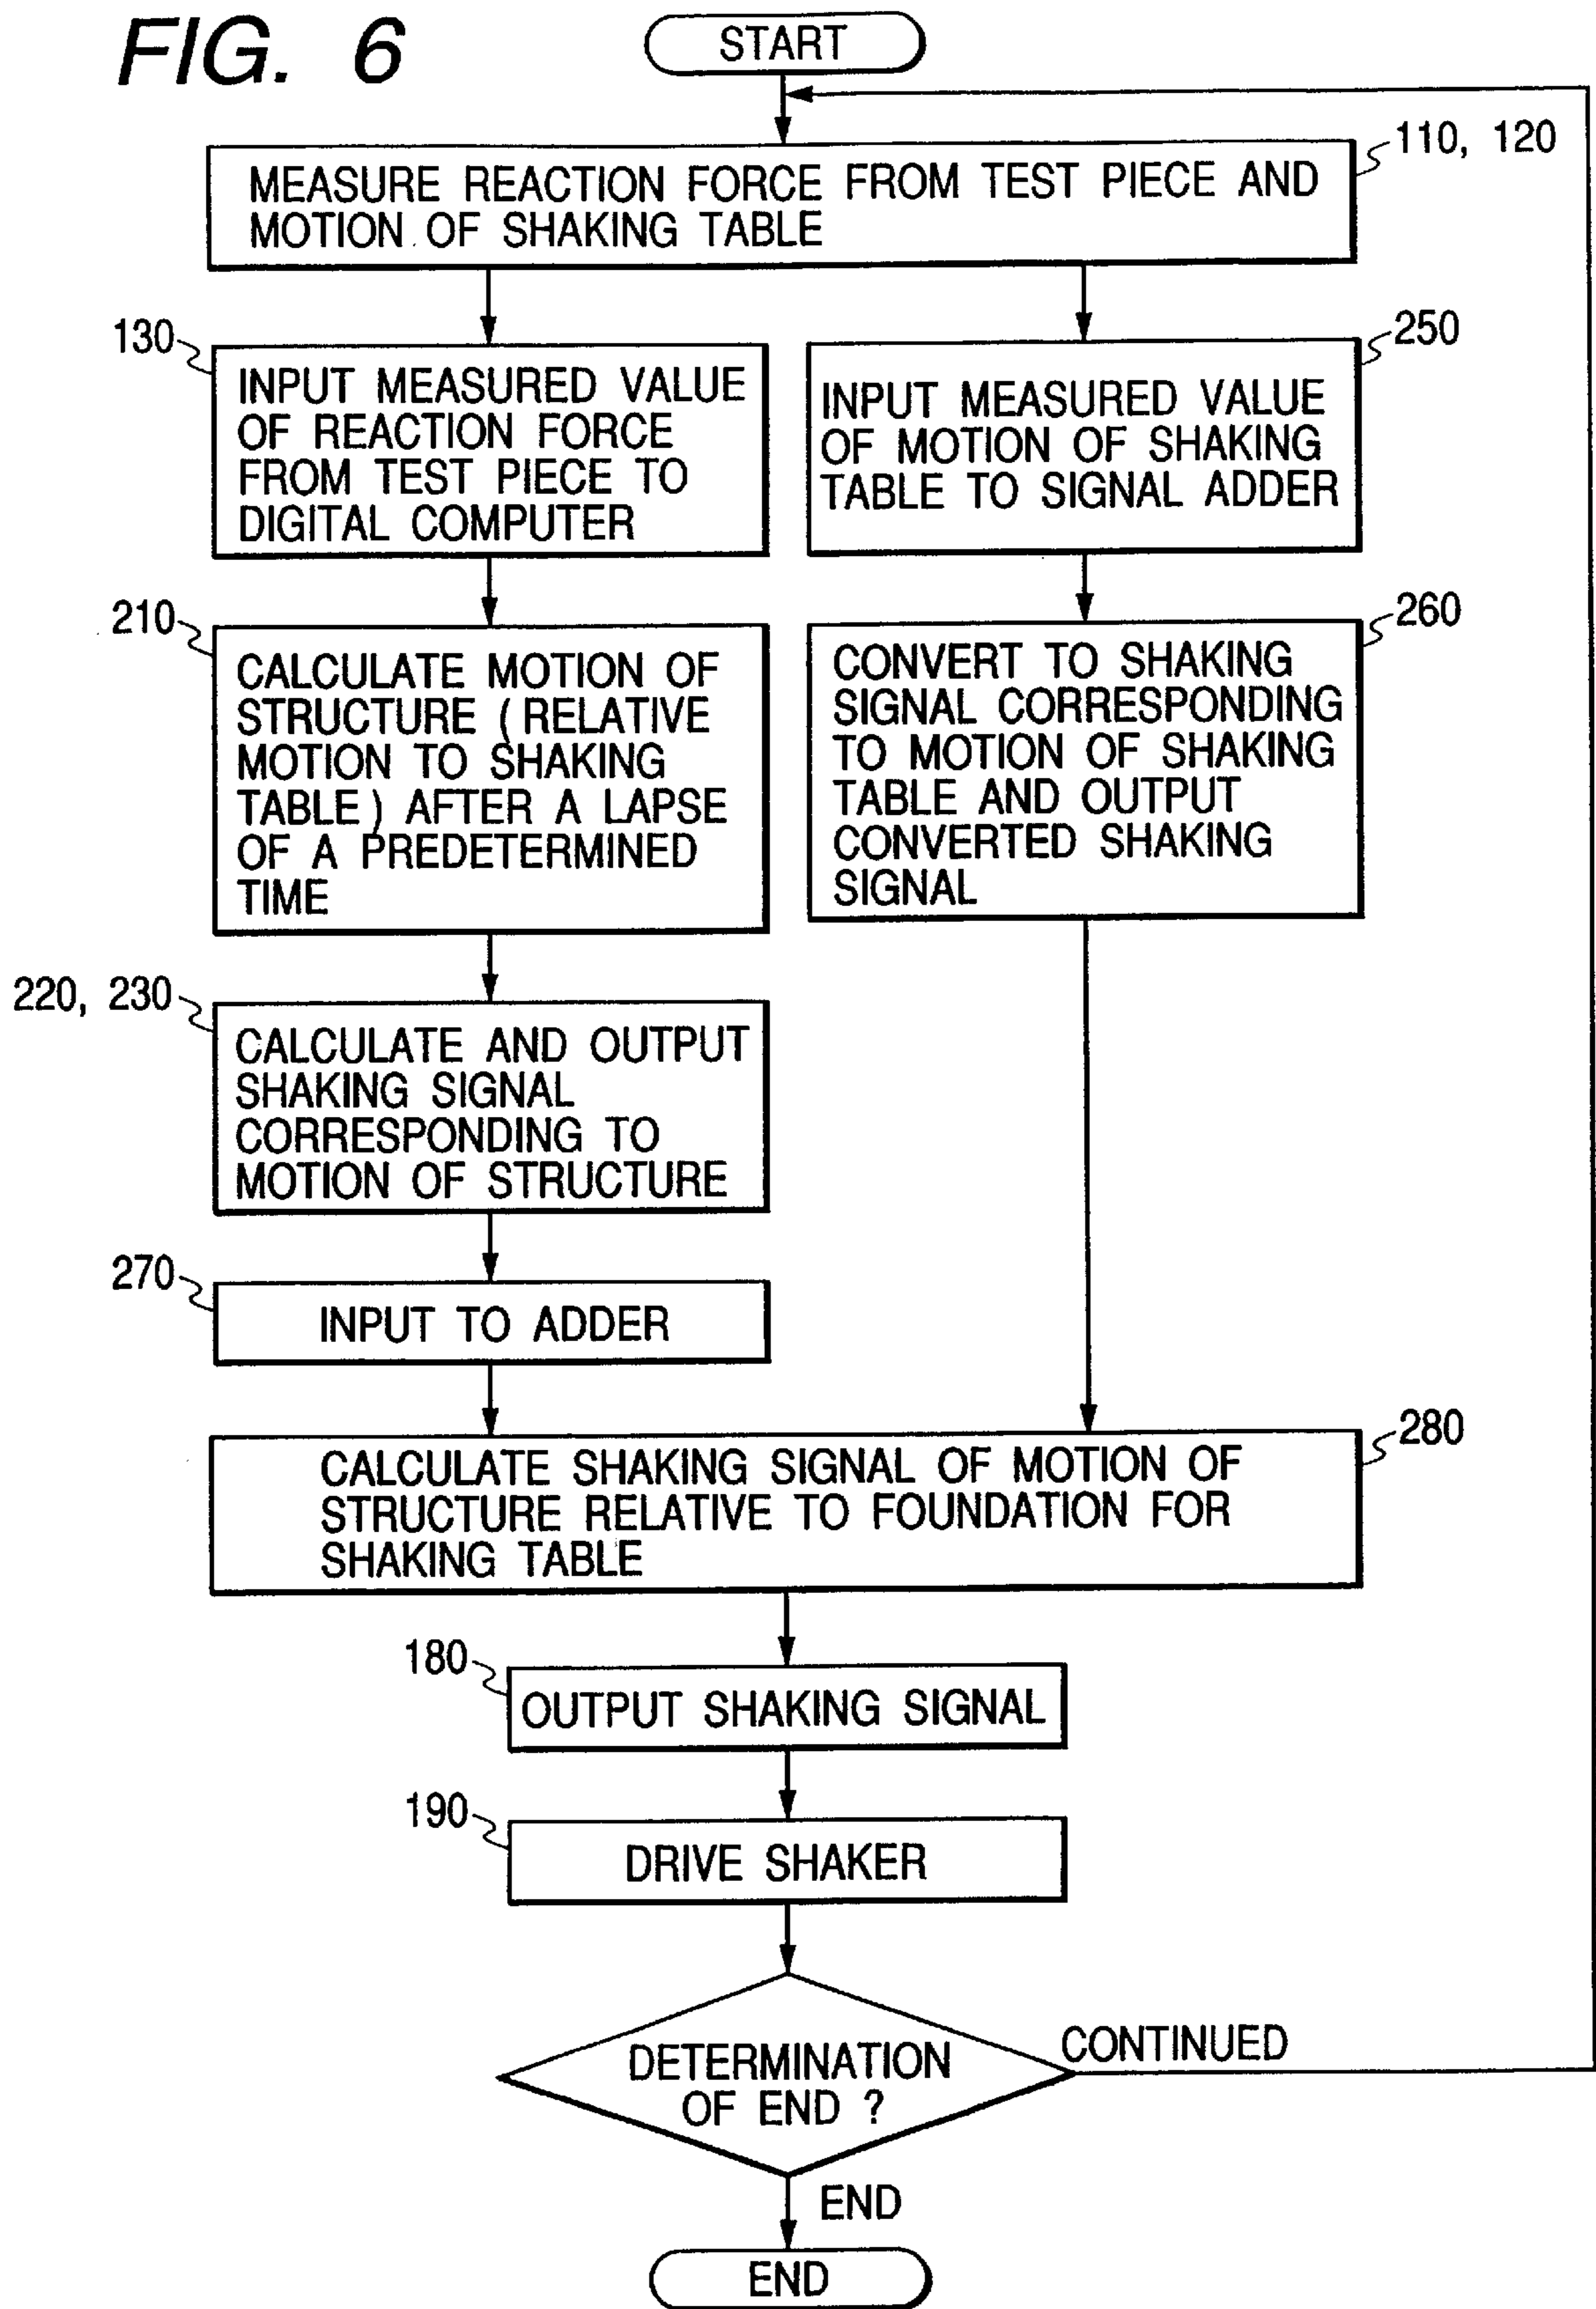 FIG. 6
START
110, 120
MEASURE REACTION FORCE FROM TEST PIECE AND
MOTION OF SHAKING TABLE
130
INPUT MEASURED VALUE
OF REACTION FORCE
FROM TEST PIECE TO
DIGITAL COMPUTER
250
INPUT MEASURED VALUE
OF MOTION OF SHAKING
TABLE TO SIGNAL ADDER
210
CALCULATE MOTION OF
STRUCTURE (RELATIVE
MOTION TO SHAKING
TABLE) AFTER A LAPSE
OF A PREDETERMINED
TIME
260
CONVERT TO SHAKING
SIGNAL CORRESPONDING
TO MOTION OF SHAKING
TABLE AND OUTPUT
CONVERTED SHAKING
SIGNAL
220, 230
CALCULATE AND OUTPUT
SHAKING SIGNAL
CORRESPONDING TO
MOTION OF STRUCTURE
270
INPUT TO ADDER
280
CALCULATE SHAKING SIGNAL OF MOTION OF
STRUCTURE RELATIVE TO FOUNDATION FOR
SHAKING TABLE
180
OUTPUT SHAKING SIGNAL
190
DRIVE SHAKER
DETERMINATION
OF END ?
CONTINUED
END
END